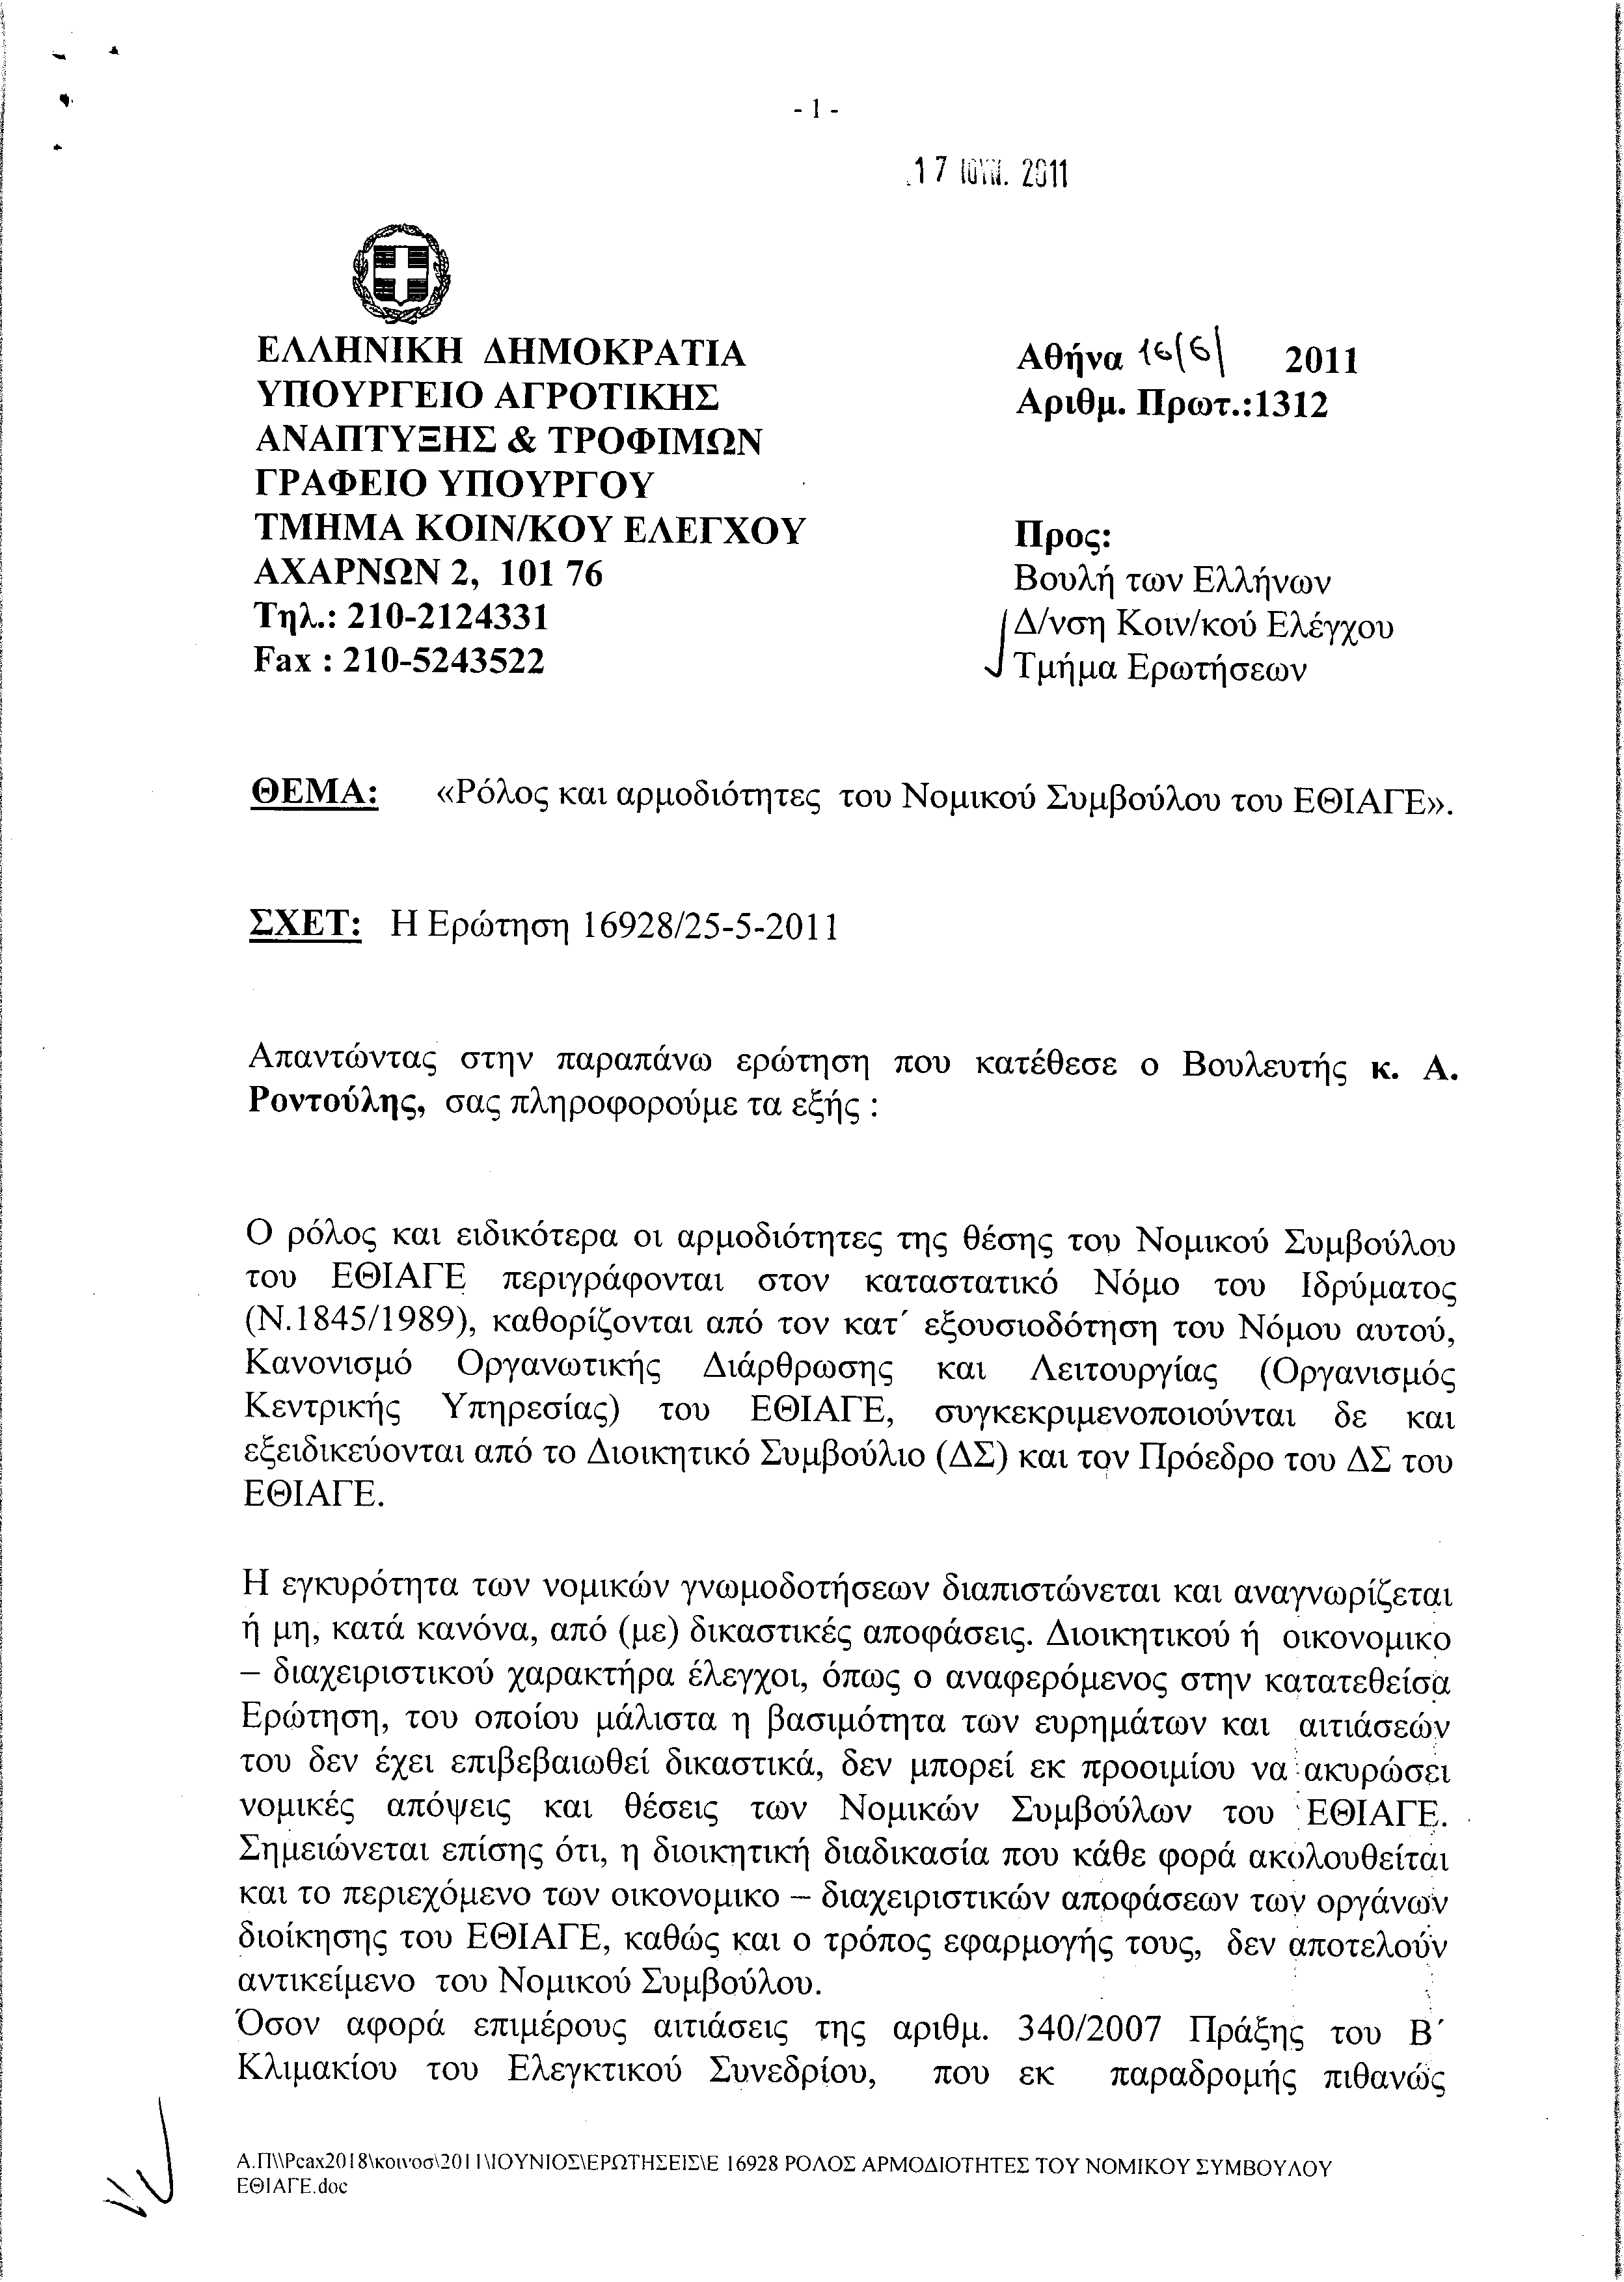 - 1 -
17 ΙΟΥΝ. 2011
ΕΛΛΗΝΙΚΗ ΔΗΜΟΚΡΑΤΙΑ
ΥΠΟΥΡΓΕΙΟ ΑΓΡΟΤΙΚΗΣ
ΑΝΑΠΤΥΞΗΣ & ΤΡΟΦΙΜΩΝ
ΓΡΑΦΕΙΟ ΥΠΟΥΡΓΟΥ
ΤΜΗΜΑ ΚΟΙΝ/ΚΟΥ ΕΛΕΓΧΟΥ
ΑΧΑΡΝΩΝ 2, 101 76
Τηλ.: 210-2124331
Fax : 210-5243522
Αθήνα 16/6/ 2011
Αριθμ. Πρωτ.:1312
Προς:
Βουλή των Ελλήνων
Δ/νση Κοιν/κού Ελέγχου
Τμήμα Ερωτήσεων
ΘΕΜΑ: «Ρόλος και αρμοδιότητες του Νομικού Συμβούλου του ΕΘΙΑΓΕ».
ΣΧΕΤ: Η Ερώτηση 16928/25-5-2011
Απαντώντας στην παραπάνω ερώτηση που κατέθεσε ο Βουλευτής κ. Α.
Ροντούλης, σας πληροφορούμε τα εξής :
Ο ρόλος και ειδικότερα οι αρμοδιότητες της θέσης του Νομικού Συμβούλου
του ΕΘΙΑΓΕ περιγράφονται στον καταστατικό Νόμο του Ιδρύματος
(Ν.1845/1989), καθορίζονται από τον κατ΄ εξουσιοδότηση του Νόμου αυτού,
Κανονισμό Οργανωτικής Διάρθρωσης και Λειτουργίας (Οργανισμός
Κεντρικής Υπηρεσίας) του ΕΘΙΑΓΕ, συγκεκριμενοποιούνται δε και
εξειδικεύονται από το Διοικητικό Συμβούλιο (ΔΣ) και τον Πρόεδρο του ΔΣ του
ΕΘΙΑΓΕ.
Η εγκυρότητα των νομικών γνωμοδοτήσεων διαπιστώνεται και αναγνωρίζεται
ή μη, κατά κανόνα, από (με) δικαστικές αποφάσεις. Διοικητικού ή οικονομικο
– διαχειριστικού χαρακτήρα έλεγχοι, όπως ο αναφερόμενος στην κατατεθείσα
Ερώτηση, του οποίου μάλιστα η βασιμότητα των ευρημάτων και αιτιάσεών
του δεν έχει επιβεβαιωθεί δικαστικά, δεν μπορεί εκ προοιμίου να ακυρώσει
νομικές απόψεις και θέσεις των Νομικών Συμβούλων του ΕΘΙΑΓΕ.
Σημειώνεται επίσης ότι, η διοικητική διαδικασία που κάθε φορά ακολουθείται
και το περιεχόμενο των οικονομικο – διαχειριστικών αποφάσεων των οργάνων
διοίκησης του ΕΘΙΑΓΕ, καθώς και ο τρόπος εφαρμογής τους, δεν αποτελούν
αντικείμενο του Νομικού Συμβούλου.
Όσον αφορά επιμέρους αιτιάσεις της αριθμ. 340/2007 Πράξης του Β΄
Κλιμακίου του Ελεγκτικού Συνεδρίου, που εκ παραδρομής πιθανώς
Α.Π\\Pcax2018\κοινοσ\2011\ΙΟΥΝΙΟΣ\ΕΡΩΤΗΣΕΙΣ\Ε 16928 ΡΟΛΟΣ ΑΡΜΟΔΙΟΤΗΤΕΣ ΤΟΥ ΝΟΜΙΚΟΥ ΣΥΜΒΟΥΛΟΥ
ΕΘΙΑΓΕ.doc